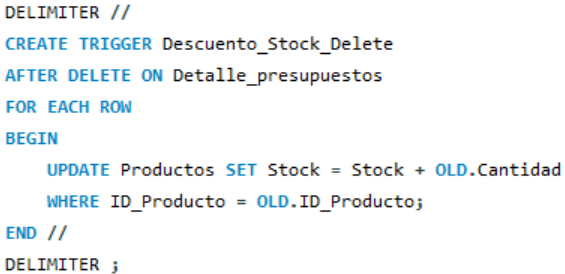 DELIMITER //
CREATE TRIGGER Descuento_Stock_Delete
AFTER DELETE ON Detalle_presupuestos
FOR EACH ROW
BEGIN
    UPDATE Productos SET Stock = Stock + OLD.Cantidad
    WHERE ID_Producto = OLD.ID_Producto;
END //
DELIMITER ;